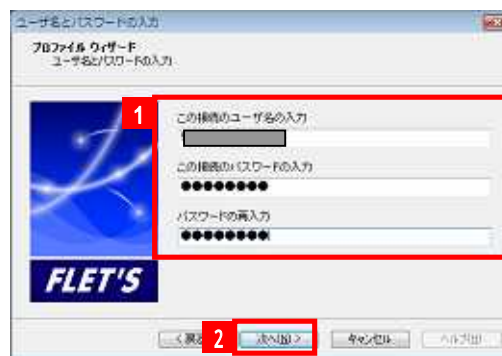 ユーザ名とパスワードの入力
プロファイル ウィザード
ユーザ名とパスワードの入力
1
この接続のユーザ名の入力
この接続のパスワードの入力
●●●●●●●●
パスワードの再入力
●●●●●●●●
FLET'S
2
次へ(N) >
キャンセル
ヘルプ(H)